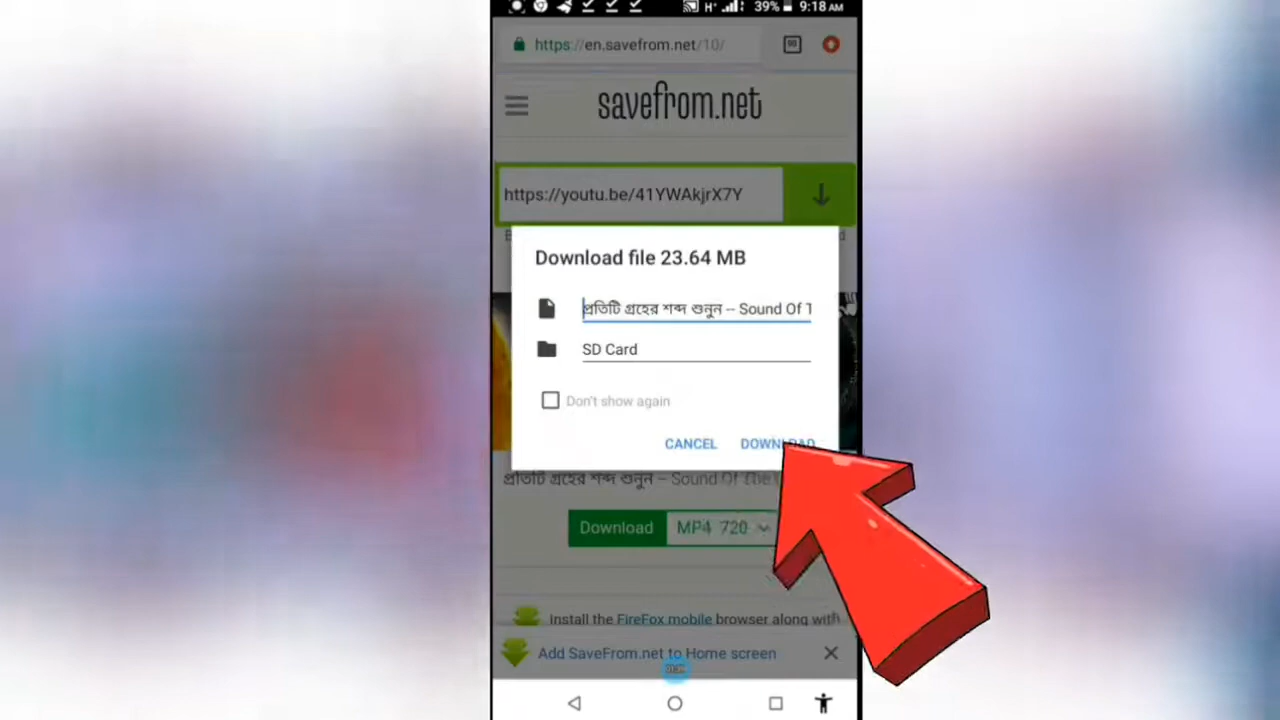 39% 9:18 AM
https://en.savefrom.net/10/
savefrom.net
https://youtu.be/41YWAkjrX7Y
Download file 23.64 MB
প্রতিটি গ্রহের শব্দ শুনুন -- Sound Of T
SD Card
Don't show again
CANCEL DOWNLOAD
প্রতিটি গ্রহের শব্দ শুনুন -- Sound Of The
Download MP4 720
Install the FireFox mobile browser along with
Add SaveFrom.net to Home screen